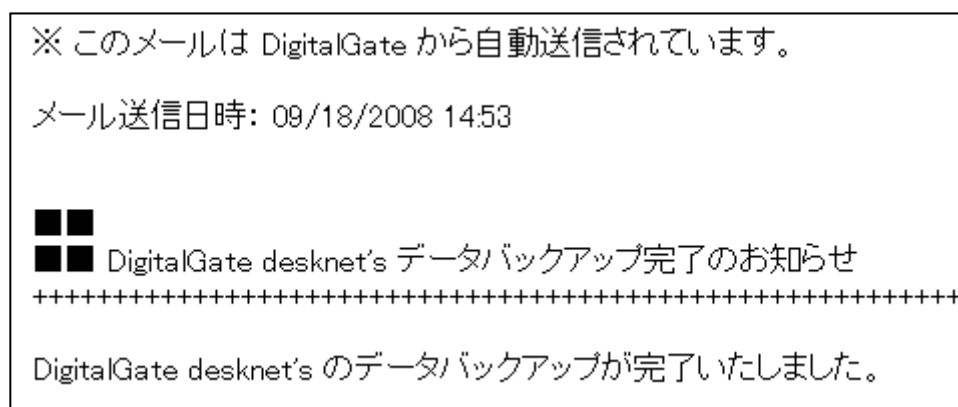 ※ このメールは DigitalGate から自動送信されています。
メール送信日時: 09/18/2008 14:53
■■
■■ DigitalGate desknet's データバックアップ完了のお知らせ
++++++++++++++++++++++++++++++++++++++++++++++++++++++++++
DigitalGate desknet's のデータバックアップが完了いたしました。